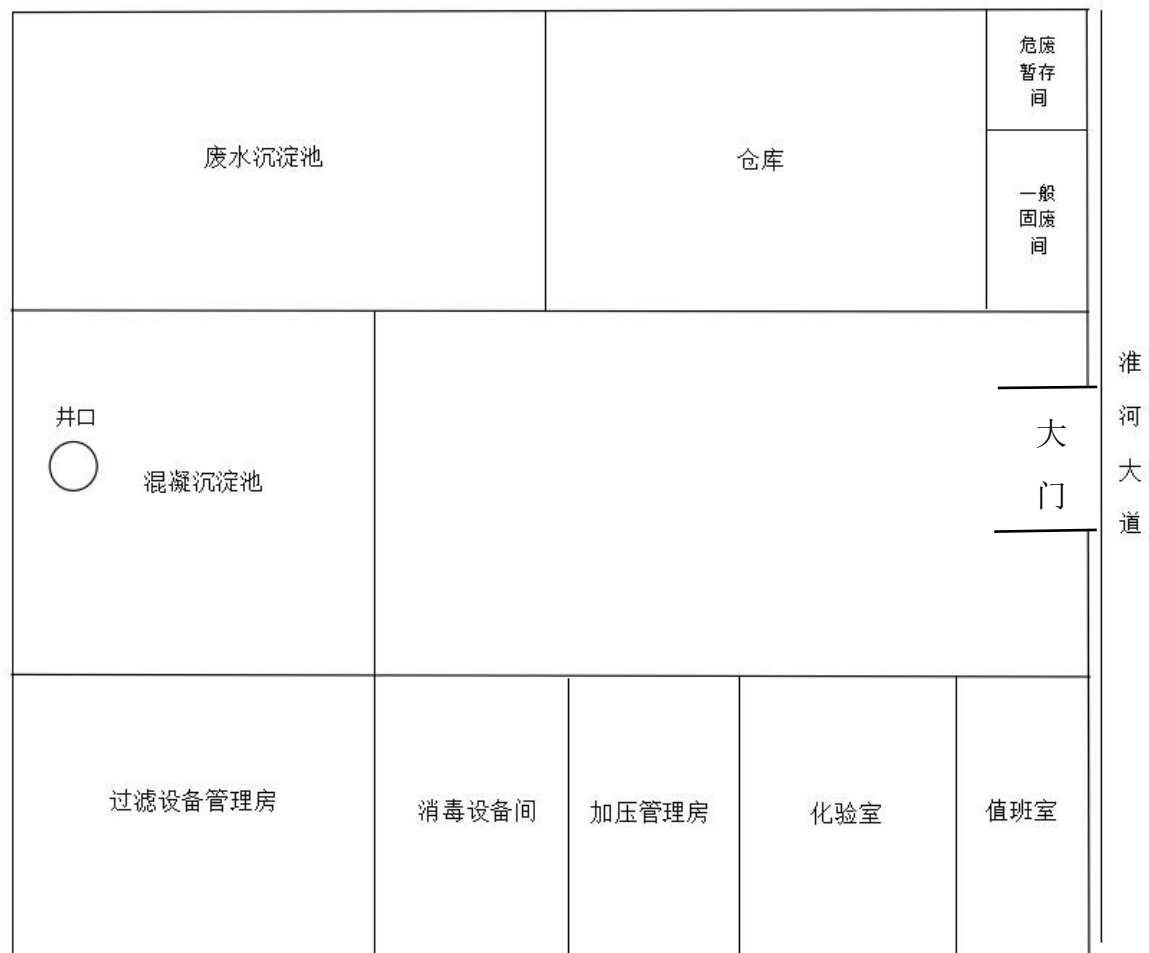 危废
暂存
间
废水沉淀池
仓库
一般
固废
间
淮
河
大
道
井口
混凝沉淀池
大
门
过滤设备管理房
消毒设备间
加压管理房
化验室
值班室